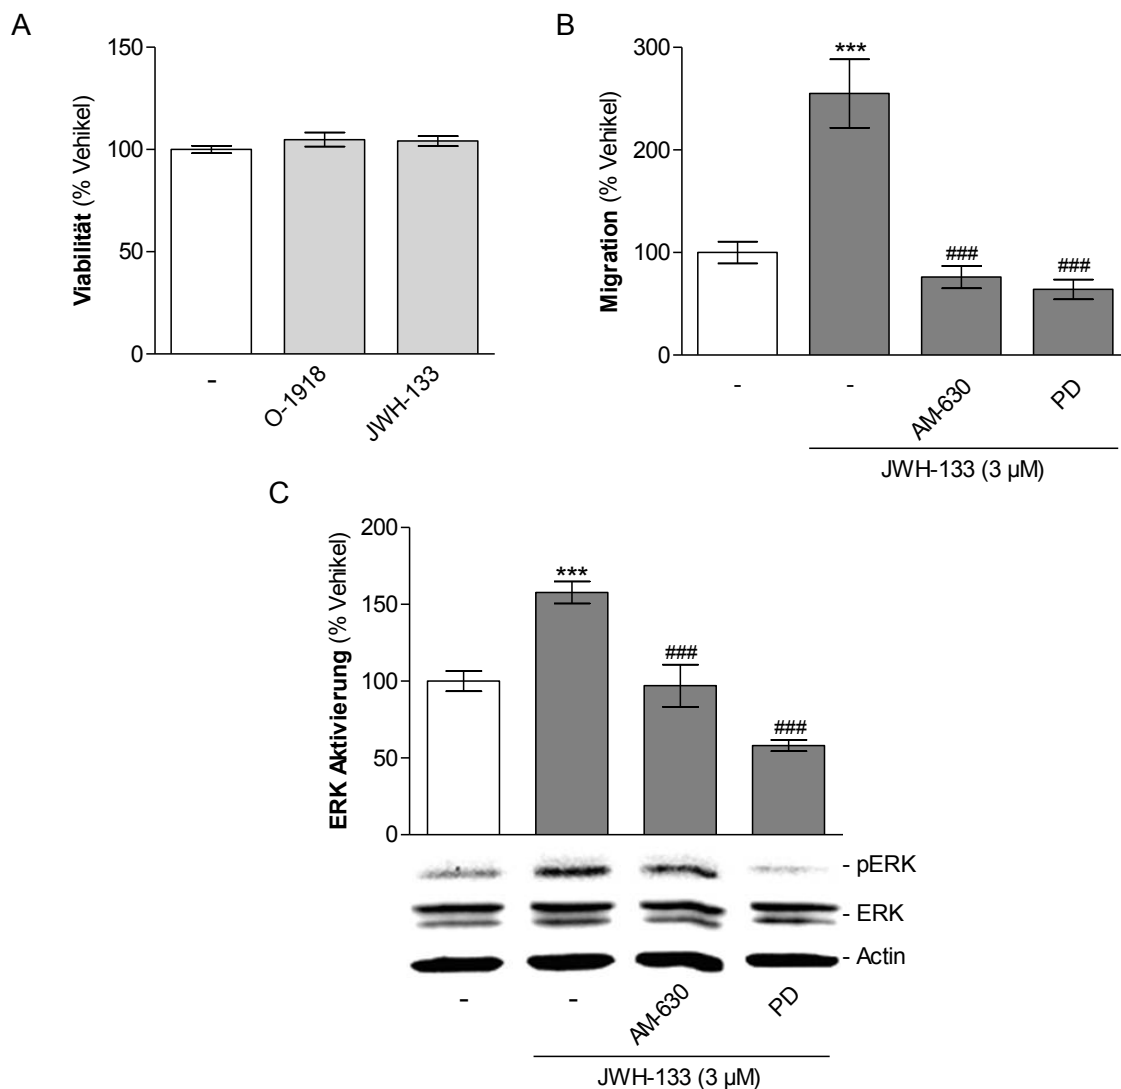 A
Viabilität (% Vehikel)
150
100
50
0
-
O-1918
JWH-133
B
Migration (% Vehikel)
300
200
100
0
***
###
###
-
-
AM-630
PD
JWH-133 (3 µM)
C
ERK Aktivierung (% Vehikel)
200
150
100
50
0
***
###
###
- pERK
- ERK
- Actin
-
-
AM-630
PD
JWH-133 (3 µM)